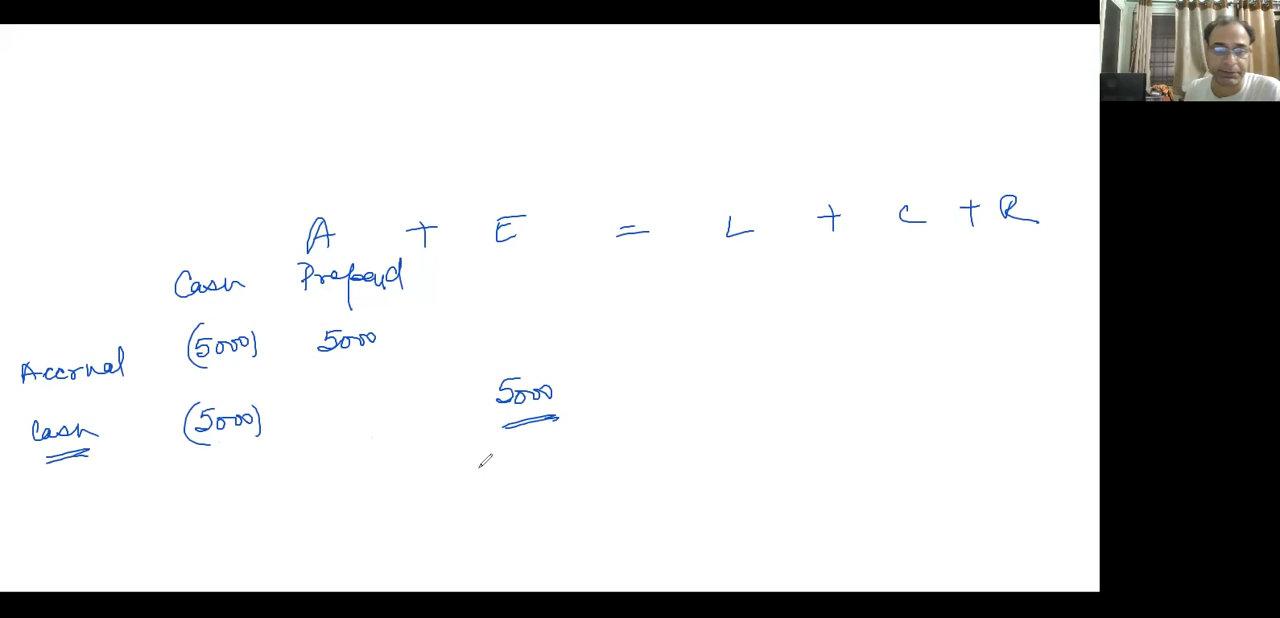 A + E = L + C + R
Cash Prepaid
Accrual (5000) 5000
Cash (5000) 5000